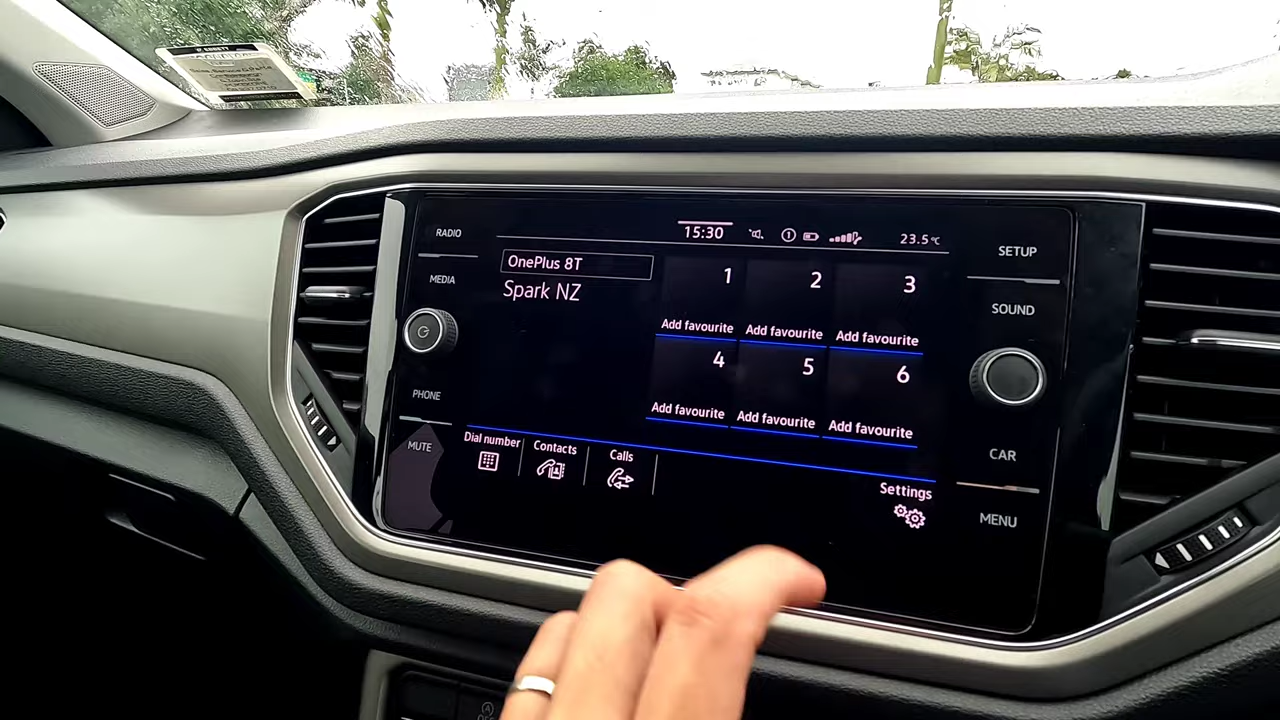 RADIO
MEDIA
PHONE
MUTE
15:30
1
23.5°C
OnePlus 8T
Spark NZ
1
2
3
Add favourite
Add favourite
Add favourite
4
5
6
Add favourite
Add favourite
Add favourite
Dial number
Contacts
Calls
Settings
SETUP
SOUND
CAR
MENU